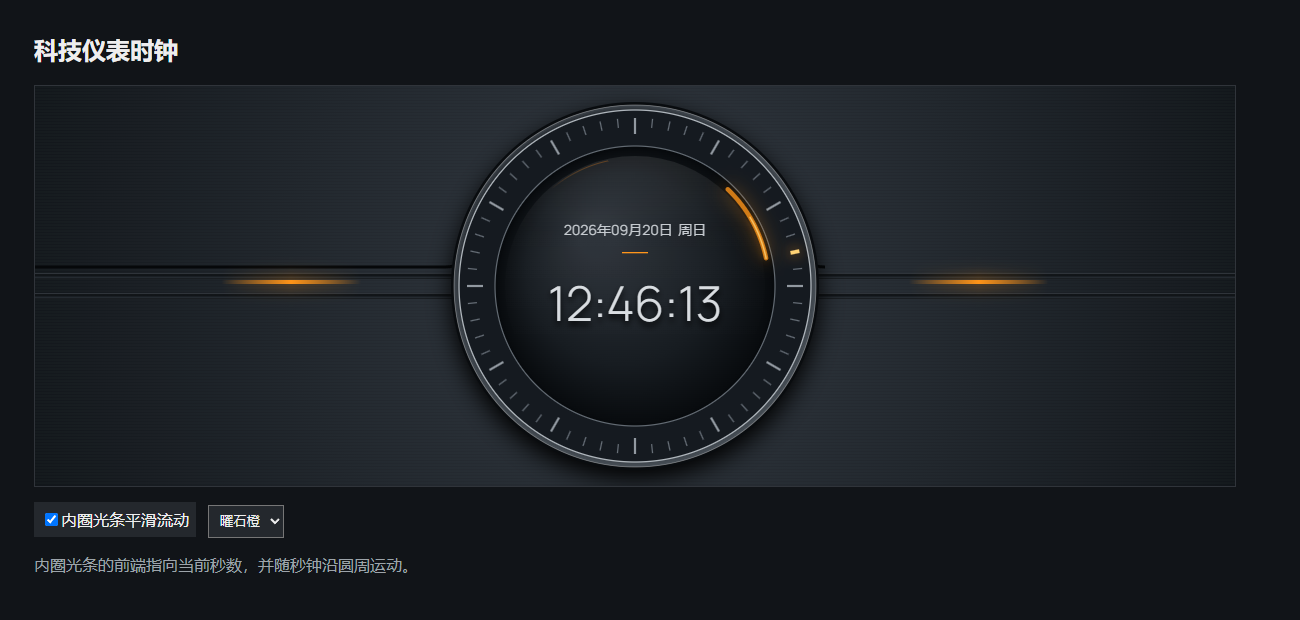 科技仪表时钟
2026年09月20日 周日
12:46:13
内圈光条平滑流动
曜石橙
内圈光条的前端指向当前秒数，并随秒钟沿圆周运动。